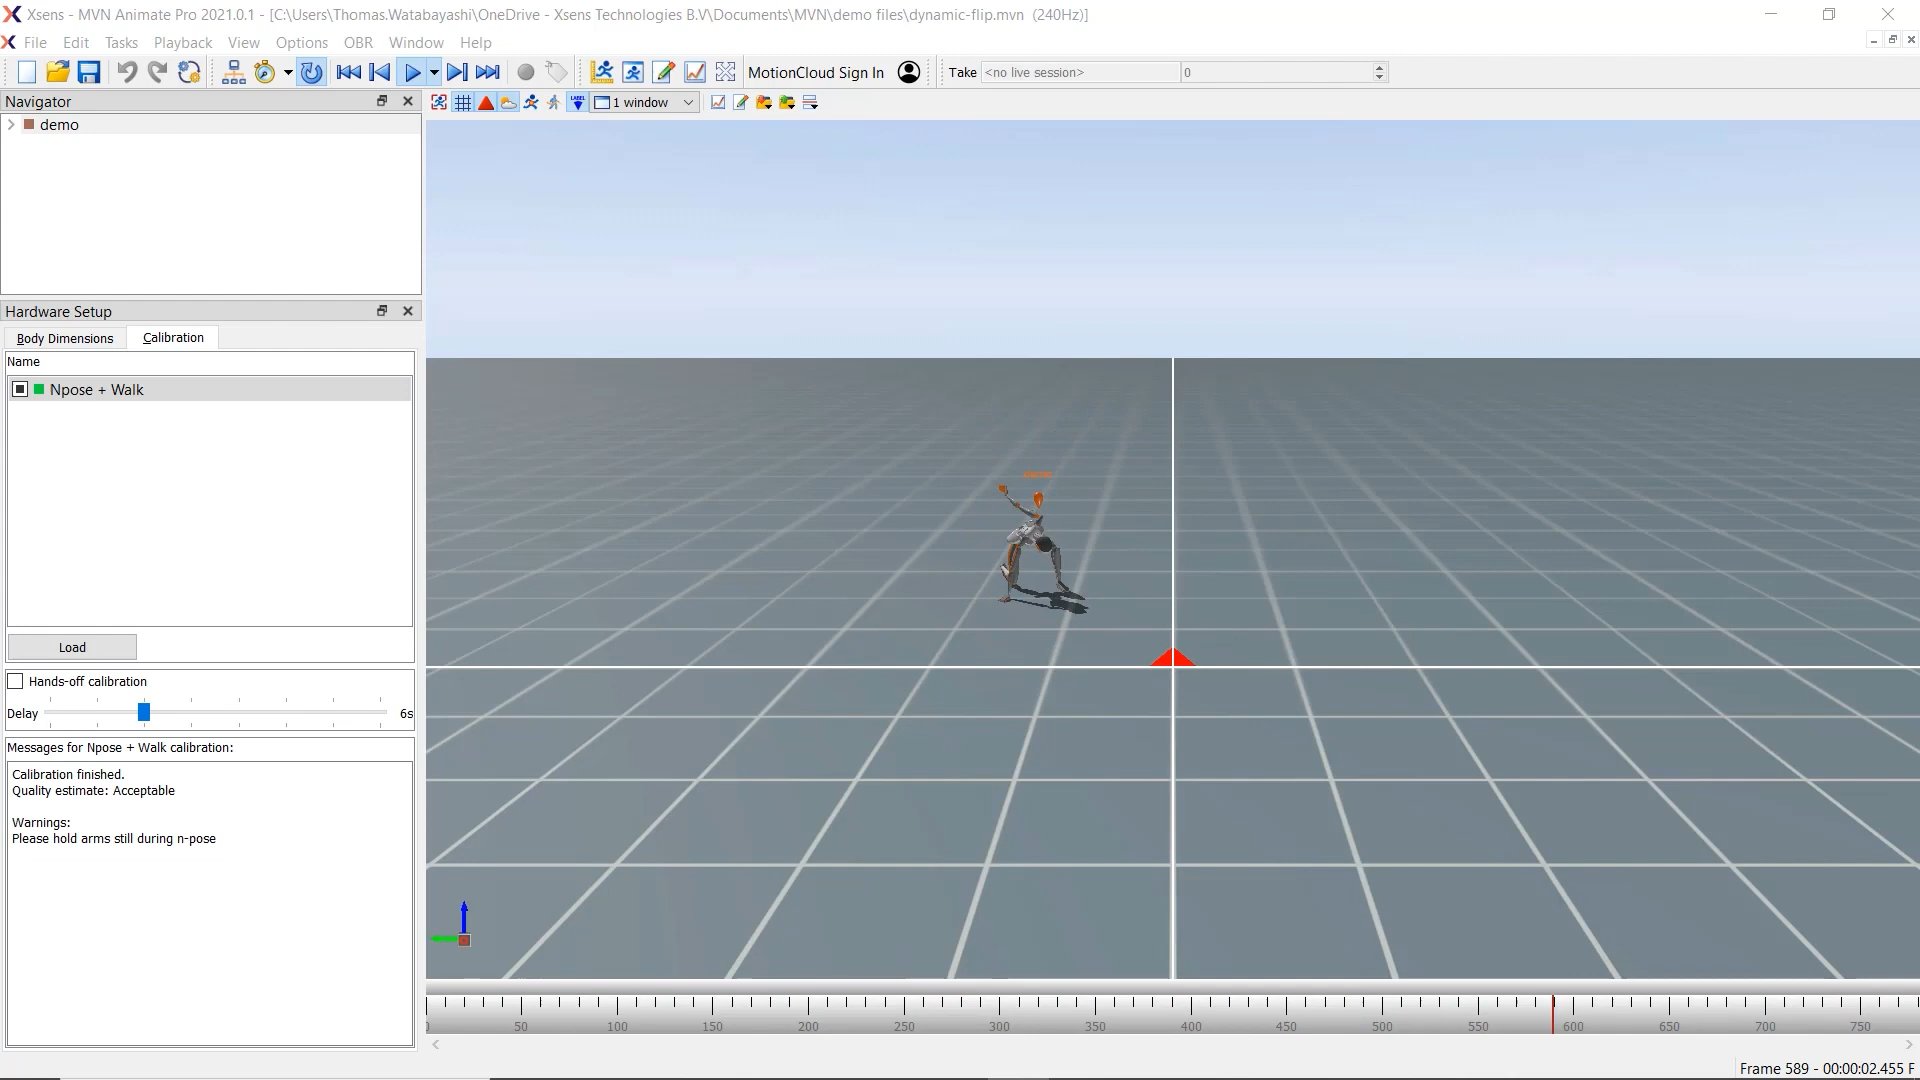 Xsens - MVN Animate Pro 2021.0.1 - [C:\Users\Thomas.Watabayashi\OneDrive - Xsens Technologies B.V\Documents\MVN\demo files\dynamic-flip.mvn (240Hz)]
File Edit Tasks Playback View Options OBR Window Help
MotionCloud Sign In Take <no live session> 0
Navigator
LABEL 1 window
demo
Hardware Setup
Body Dimensions Calibration
Name
Npose + Walk
Load
Hands-off calibration
Delay 6s
Messages for Npose + Walk calibration:
Calibration finished.
Quality estimate: Acceptable
Warnings:
Please hold arms still during n-pose
50 100 150 200 250 300 350 400 450 500 550 600 650 700 750
Frame 589 - 00:00:02.455 F